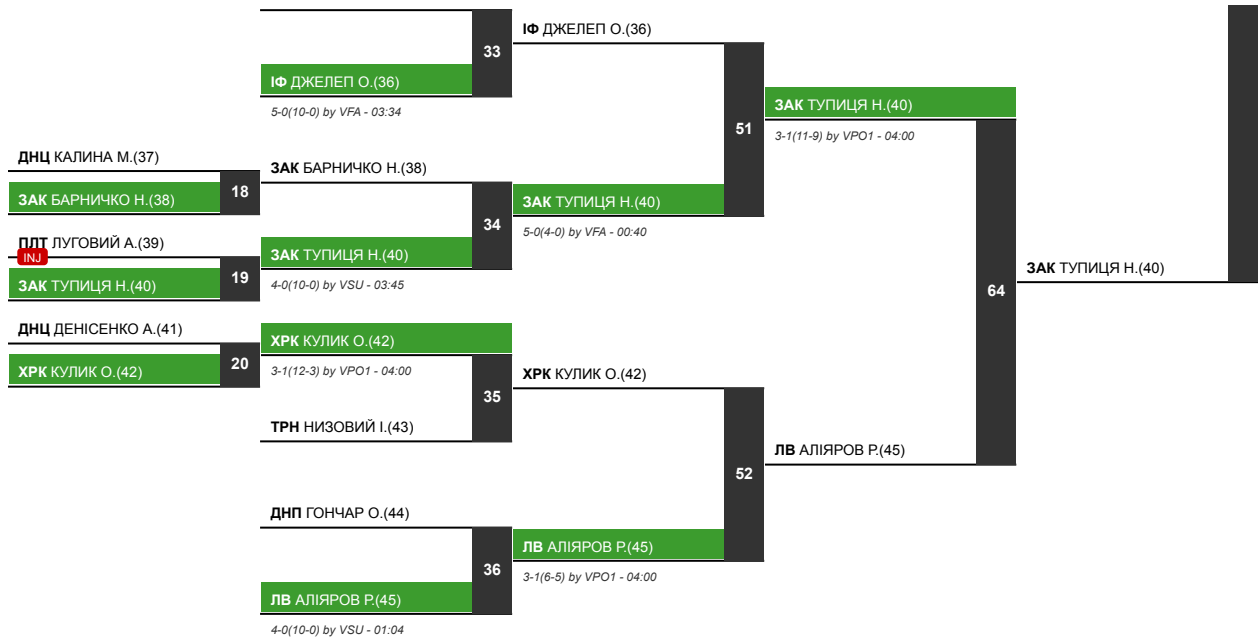 33
ІФ ДЖЕЛЕП О.(36)
5-0(10-0) by VFA - 03:34
ДНЦ КАЛИНА М.(37)
ЗАК БАРНИЧКО Н.(38)
18
ПЛТ ЛУГОВИЙ А.(39)
INJ
ЗАК ТУПИЦЯ Н.(40)
19
ДНЦ ДЕНІСЕНКО А.(41)
ХРК КУЛИК О.(42)
20
ЗАК БАРНИЧКО Н.(38)
34
ЗАК ТУПИЦЯ Н.(40)
4-0(10-0) by VSU - 03:45
ХРК КУЛИК О.(42)
3-1(12-3) by VPO1 - 04:00
35
ТРН НИЗОВИЙ І.(43)
ДНП ГОНЧАР О.(44)
36
ЛВ АЛІЯРОВ Р.(45)
4-0(10-0) by VSU - 01:04
ІФ ДЖЕЛЕП О.(36)
51
ЗАК ТУПИЦЯ Н.(40)
5-0(4-0) by VFA - 00:40
ХРК КУЛИК О.(42)
52
ЛВ АЛІЯРОВ Р.(45)
3-1(6-5) by VPO1 - 04:00
ЗАК ТУПИЦЯ Н.(40)
3-1(11-9) by VPO1 - 04:00
64
ЛВ АЛІЯРОВ Р.(45)
ЗАК ТУПИЦЯ Н.(40)